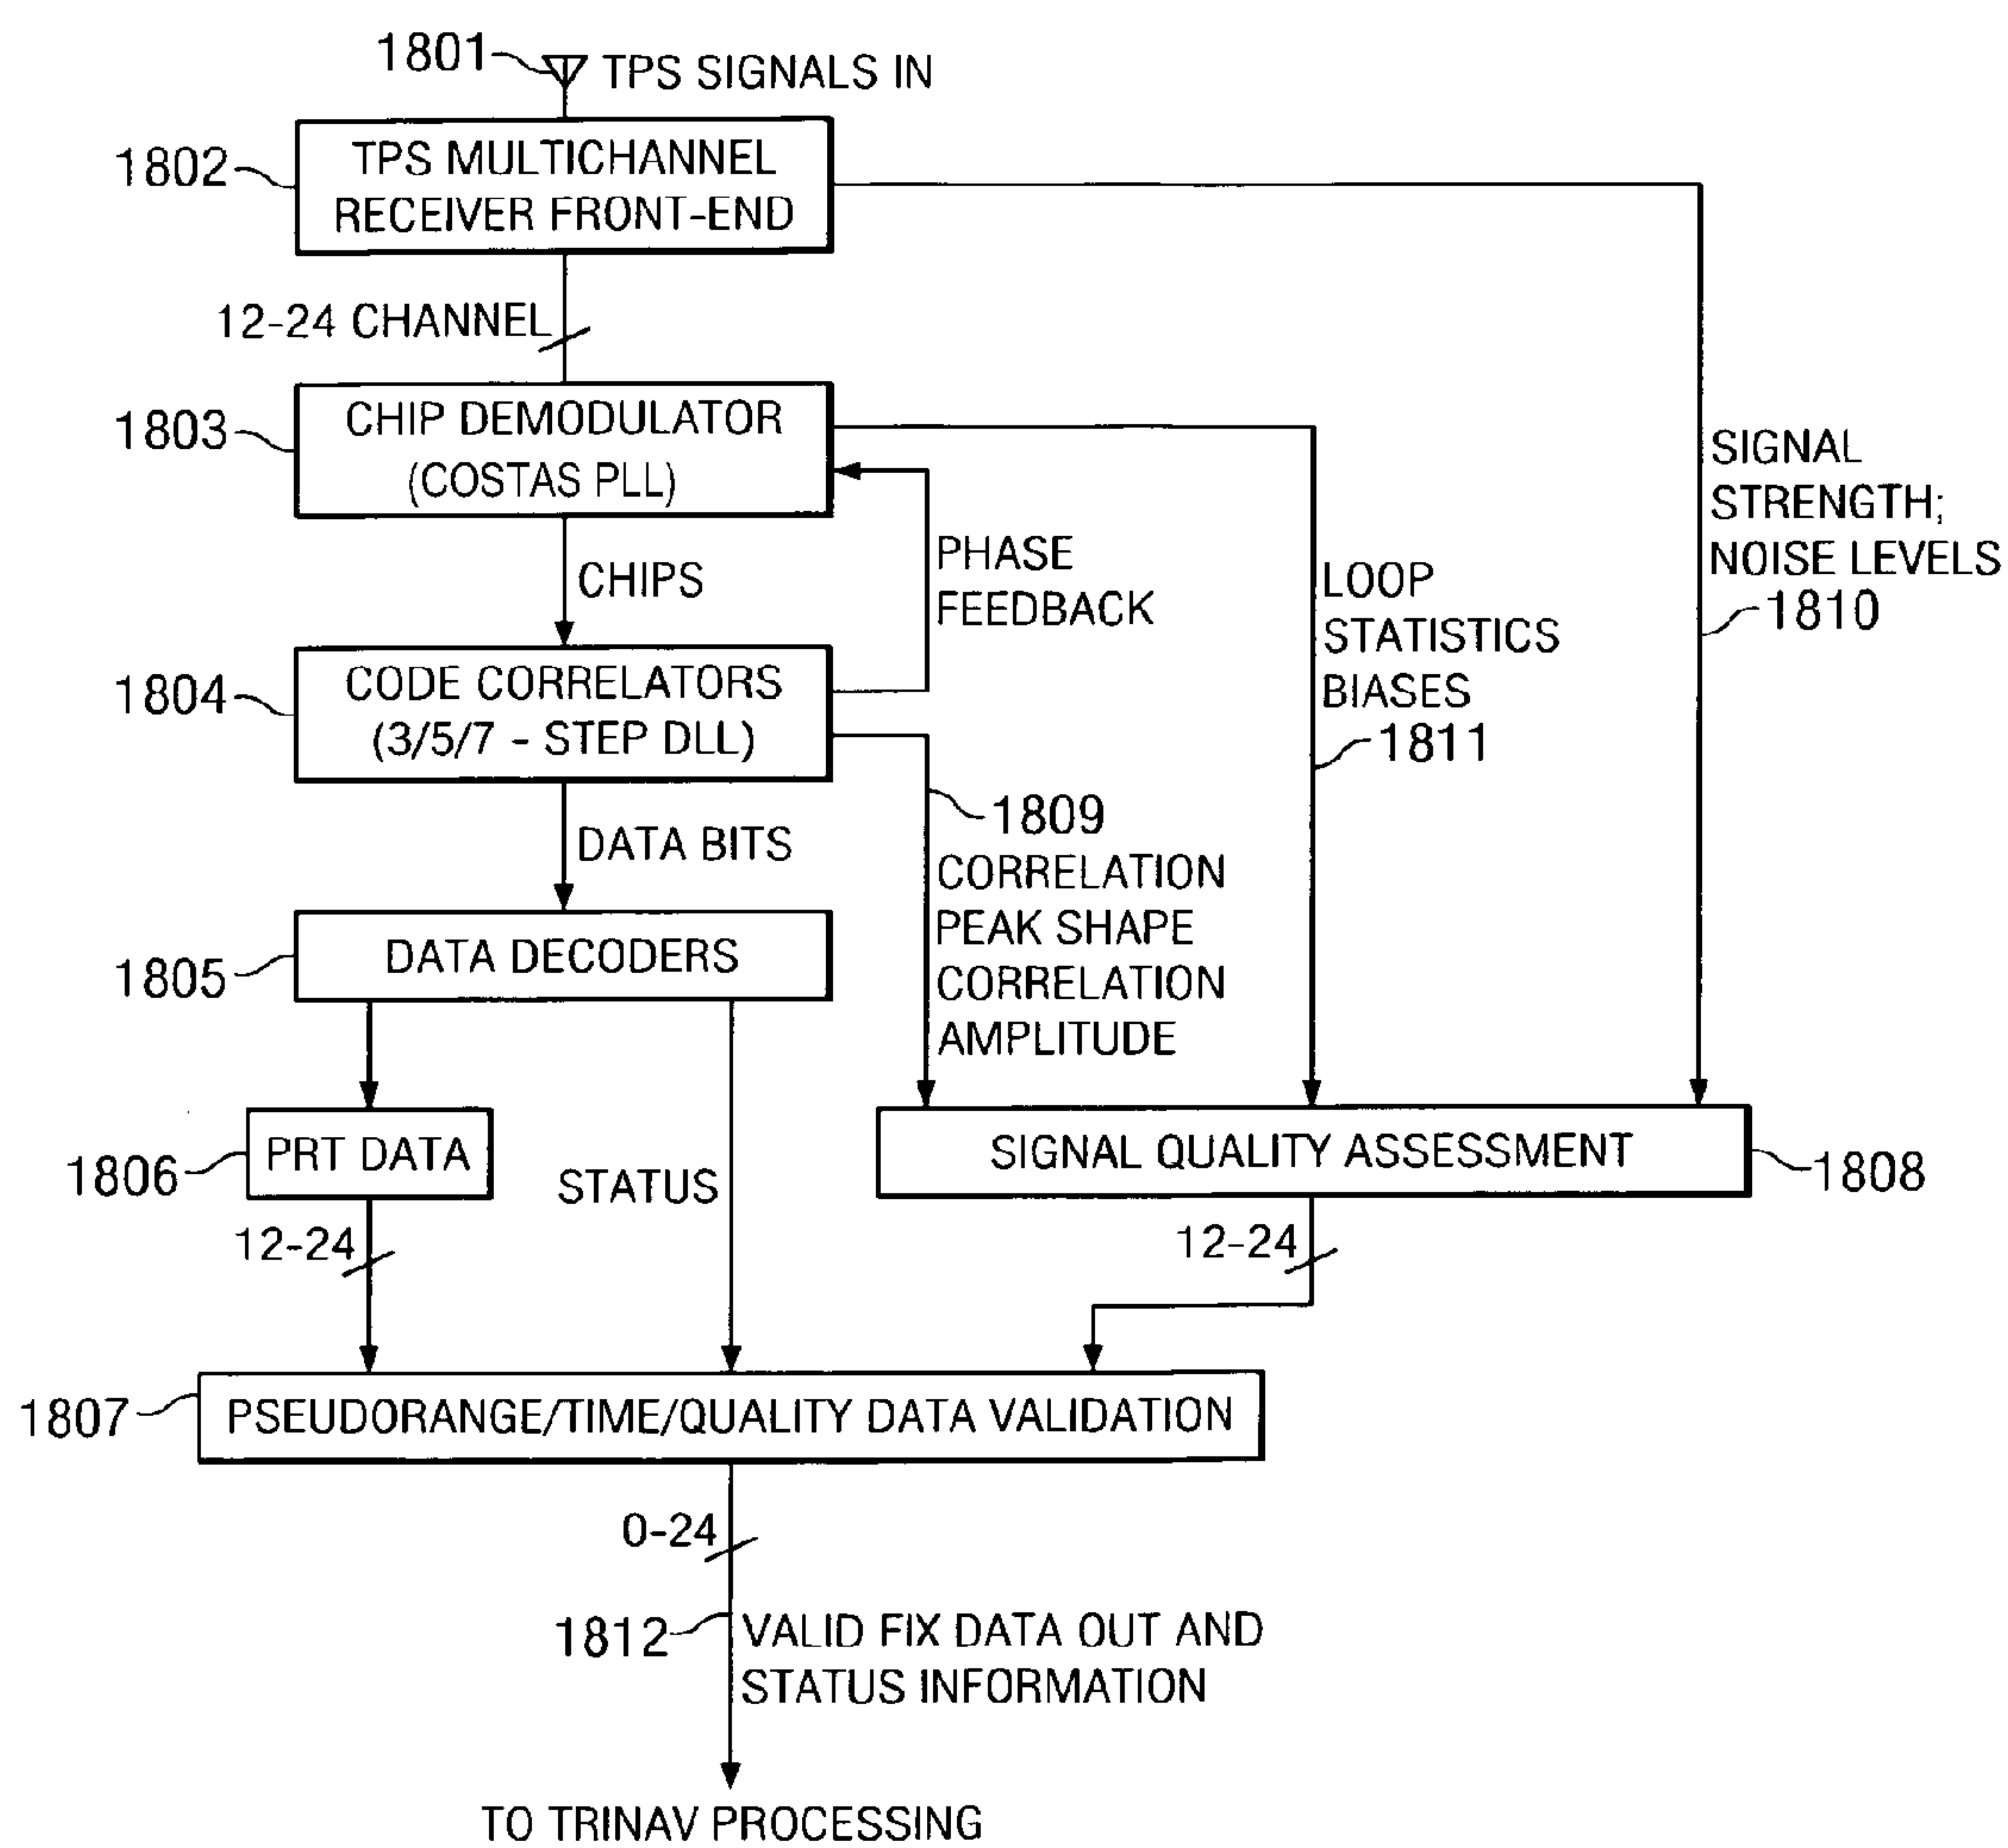 1801
TPS SIGNALS IN
1802
TPS MULTICHANNEL
RECEIVER FRONT-END
12-24 CHANNEL
1803
CHIP DEMODULATOR
(COSTAS PLL)
SIGNAL
STRENGTH;
NOISE LEVELS
1810
PHASE
FEEDBACK
CHIPS
LOOP
STATISTICS
BIASES
1811
1804
CODE CORRELATORS
(3/5/7 - STEP DLL)
1809
CORRELATION
PEAK SHAPE
CORRELATION
AMPLITUDE
DATA BITS
1805
DATA DECODERS
1806
PRT DATA
STATUS
SIGNAL QUALITY ASSESSMENT
1808
12-24
12-24
1807
PSEUDORANGE/TIME/QUALITY DATA VALIDATION
0-24
1812
VALID FIX DATA OUT AND
STATUS INFORMATION
TO TRINAV PROCESSING